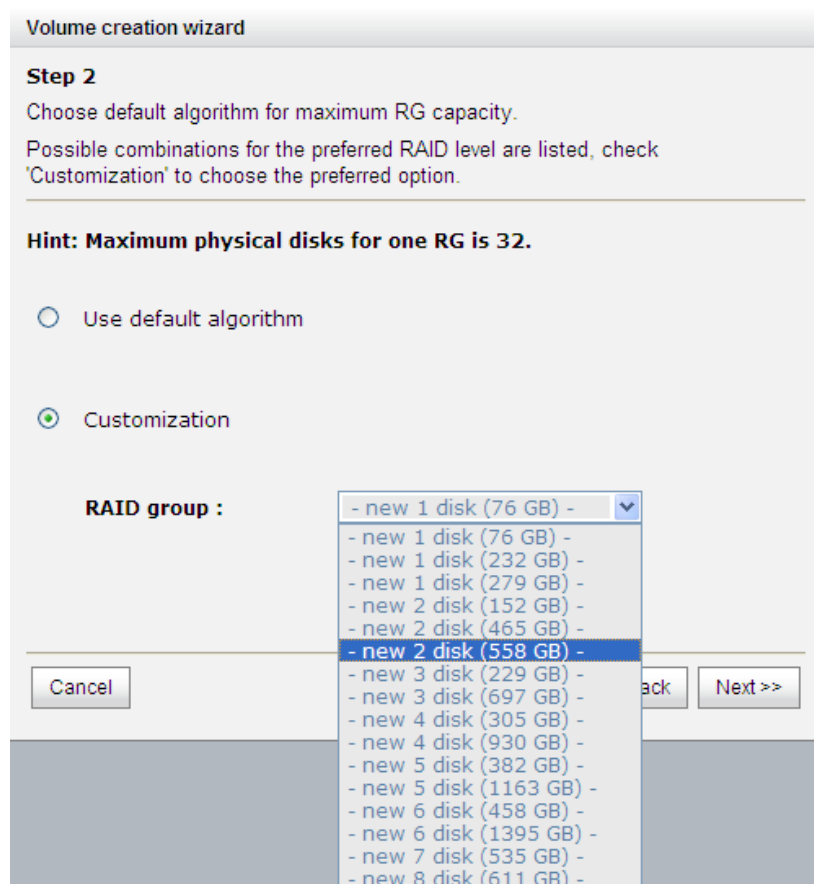 Volume creation wizard
Step 2
Choose default algorithm for maximum RG capacity.
Possible combinations for the preferred RAID level are listed, check
'Customization' to choose the preferred option.
Hint: Maximum physical disks for one RG is 32.
Use default algorithm
Customization
RAID group :
- new 1 disk (76 GB) -
- new 1 disk (76 GB) -
- new 1 disk (232 GB) -
- new 1 disk (279 GB) -
- new 2 disk (152 GB) -
- new 2 disk (465 GB) -
- new 2 disk (558 GB) -
- new 3 disk (229 GB) -
- new 3 disk (697 GB) -
- new 4 disk (305 GB) -
- new 4 disk (930 GB) -
- new 5 disk (382 GB) -
- new 5 disk (1163 GB) -
- new 6 disk (458 GB) -
- new 6 disk (1395 GB) -
- new 7 disk (535 GB) -
- new 8 disk (611 GB) -
Cancel
Next >>